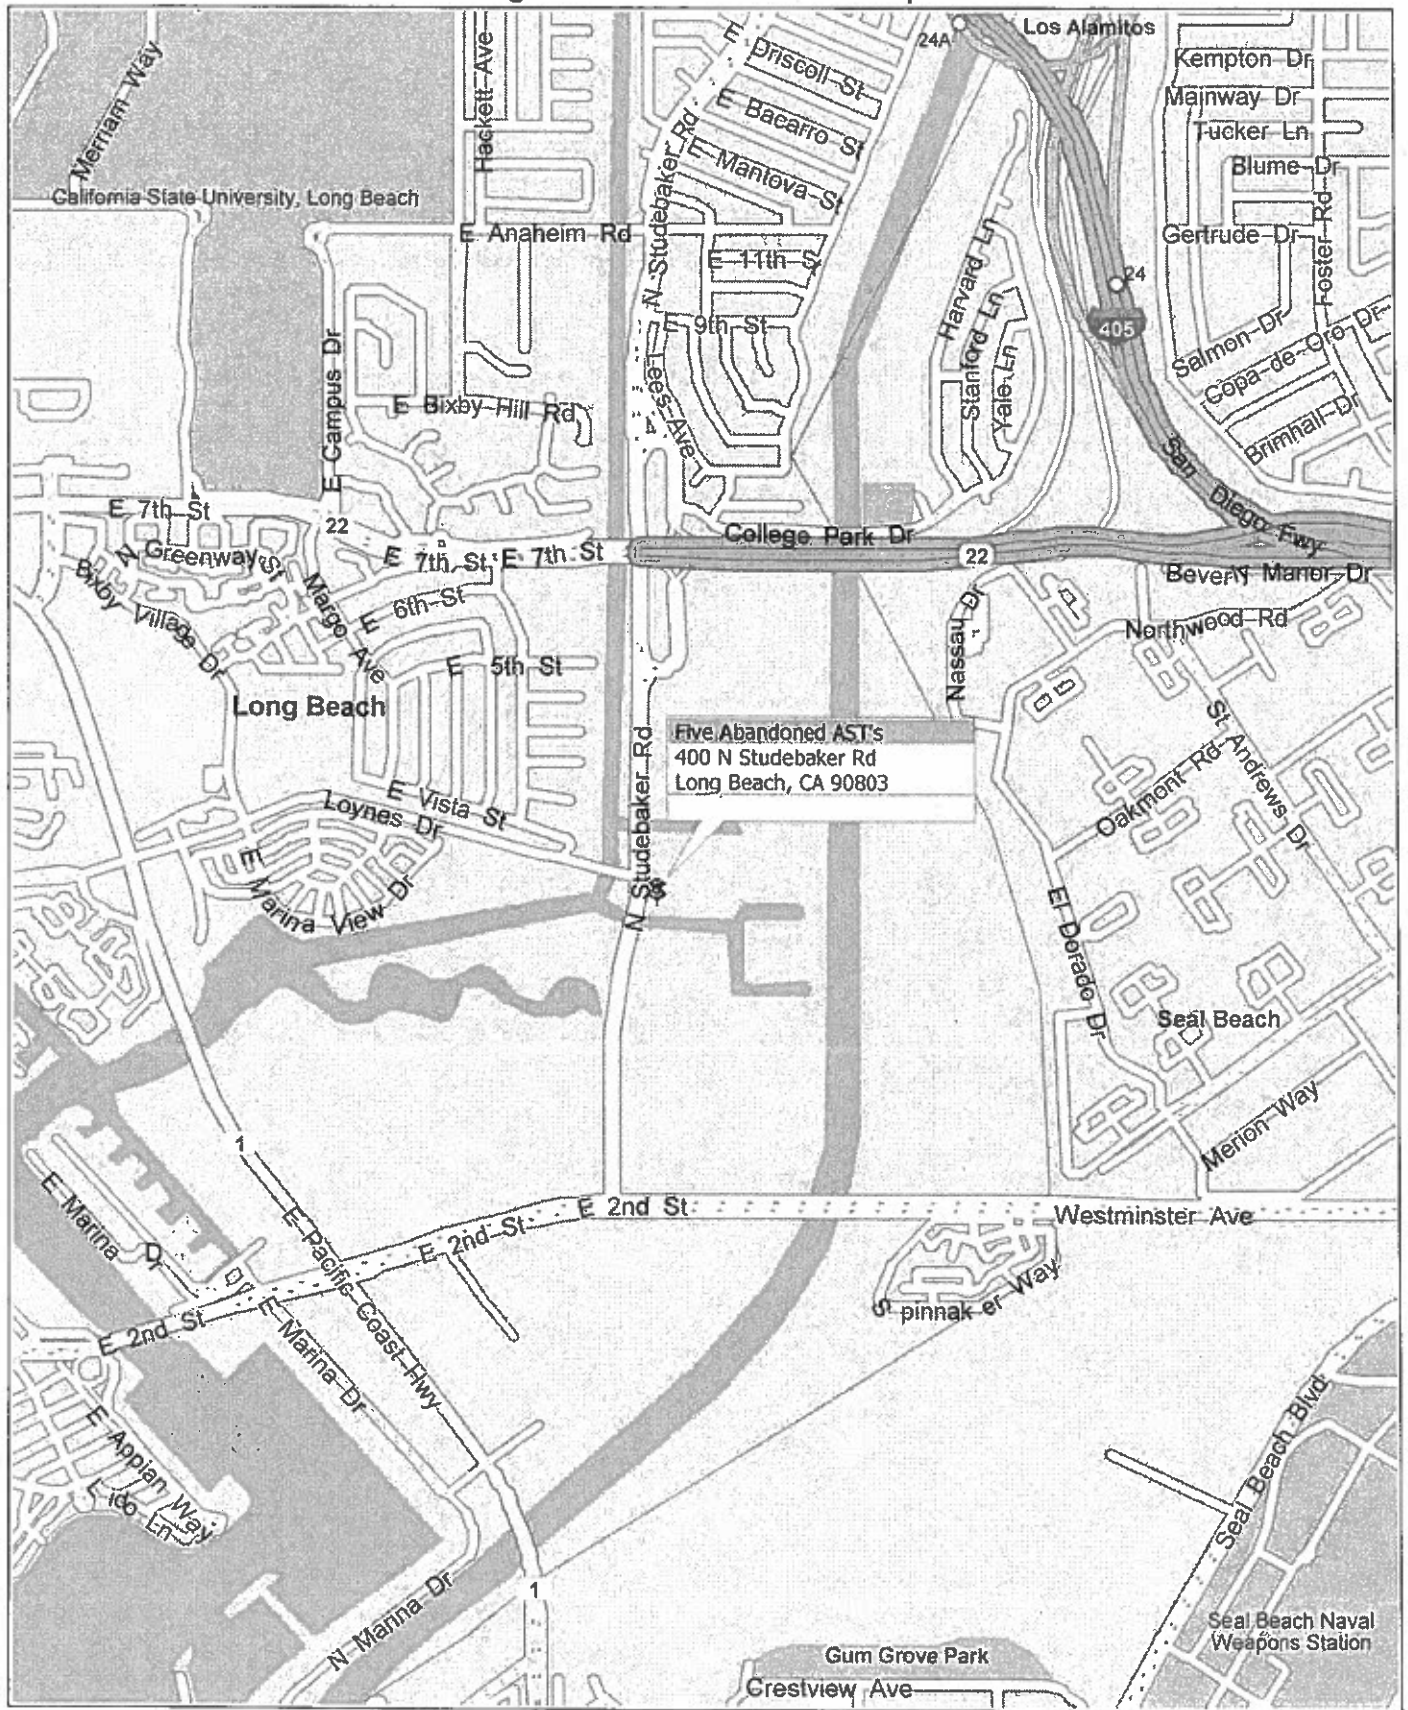 24A
Los Alamitos
Merriam Way
Hackett Ave
E Driscoll St
Kempton Dr
Mainway Dr
E Bacarro St
Tucker Ln
E Mantova St
Blume Dr
California State University, Long Beach
E Anaheim Rd
N Studebaker Rd
E 11th S
Harvard Ln
Gertrude Dr
Foster Rd
24
405
E 9th St
Stanford Ln
Yale Ln
Salmon Dr
Copa de Oro Dr
E Campus Dr
Lees Ave
E Bixby Hill Rd
Brimhall Dr
San Diego Fwy
E 7th St
22
College Park Dr
N Greenway St
E 7th St
E 7th St
22
Beverly Manor Dr
Bixby Village Dr
Margo Ave
E 6th St
Nassau Dr
Northwood Rd
E 5th St
Long Beach
St Andrews Dr
Five Abandoned AST's
400 N Studebaker Rd
Long Beach, CA 90803
N Studebaker Rd
Oakmont Rd
E Vista St
Loynes Dr
E Marina View Dr
El Dorado Dr
Seal Beach
Merion Way
1
E Marina Dr
E 2nd St
Westminster Ave
E Pacific Coast Hwy
E 2nd St
Dr
Spinnaker Way
E 2nd St
E Marina Dr
Seal Beach Blvd
E Appian Way
Lido Ln
N Marina Dr
1
Seal Beach Naval
Weapons Station
Gum Grove Park
Crestview Ave